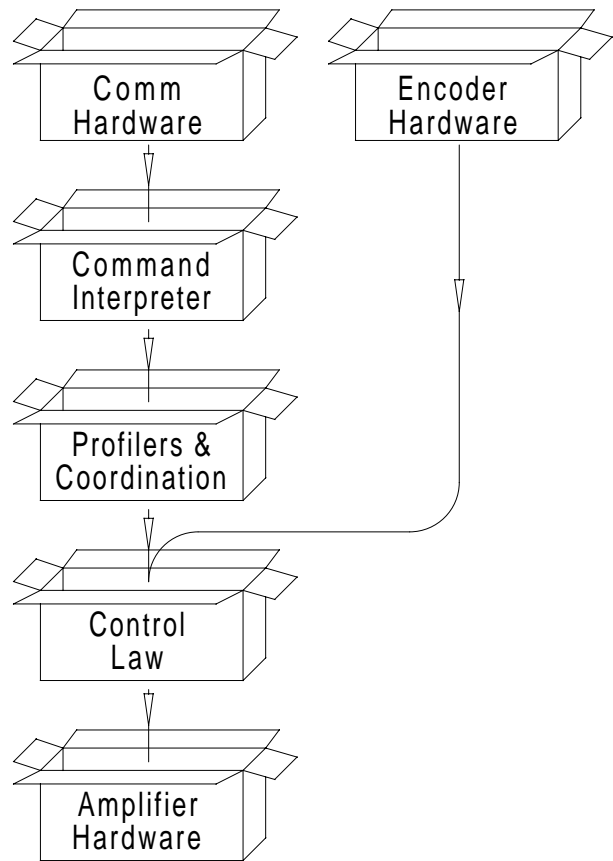 Comm
Hardware
Encoder
Hardware
Command
Interpreter
Profilers &
Coordination
Control
Law
Amplifier
Hardware